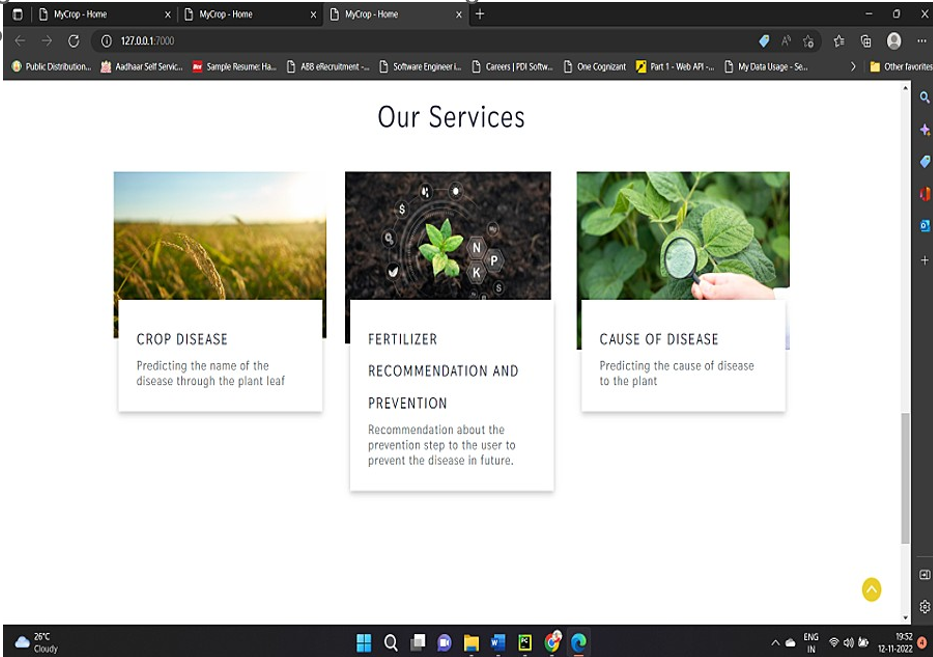 MyCrop - Home
MyCrop - Home
MyCrop - Home
127.0.0.1:7000
Public Distribution...
Aadhaar Self Servic...
Sample Resume: Ha...
ABB eRecruitment -...
Software Engineer i...
Careers | PDI Softw...
One Cognizant
Part 1 - Web API -...
My Data Usage - Se...
Other favorites
Our Services
$
N
P
K
S
CROP DISEASE
Predicting the name of the
disease through the plant leaf
FERTILIZER
RECOMMENDATION AND
PREVENTION
Recommendation about the
prevention step to the user to
prevent the disease in future.
CAUSE OF DISEASE
Predicting the cause of disease
to the plant
26°C
Cloudy
ENG
IN
19:52
12-11-2022
4